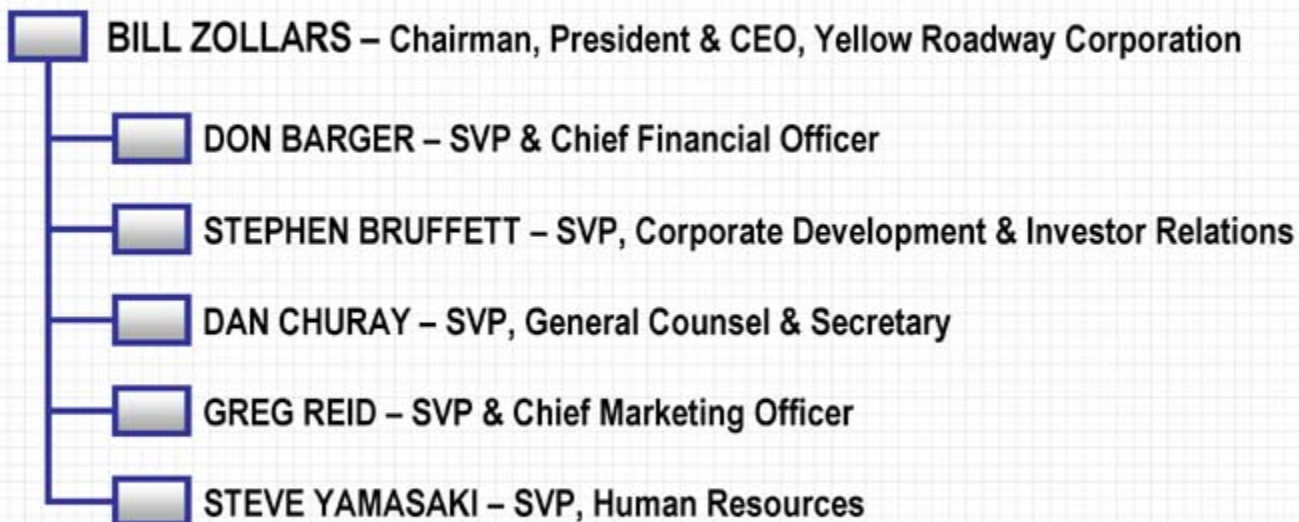 BILL ZOLLARS – Chairman, President & CEO, Yellow Roadway Corporation
DON BARGER – SVP & Chief Financial Officer
STEPHEN BRUFFETT – SVP, Corporate Development & Investor Relations
DAN CHURAY – SVP, General Counsel & Secretary
GREG REID – SVP & Chief Marketing Officer
STEVE YAMASAKI – SVP, Human Resources